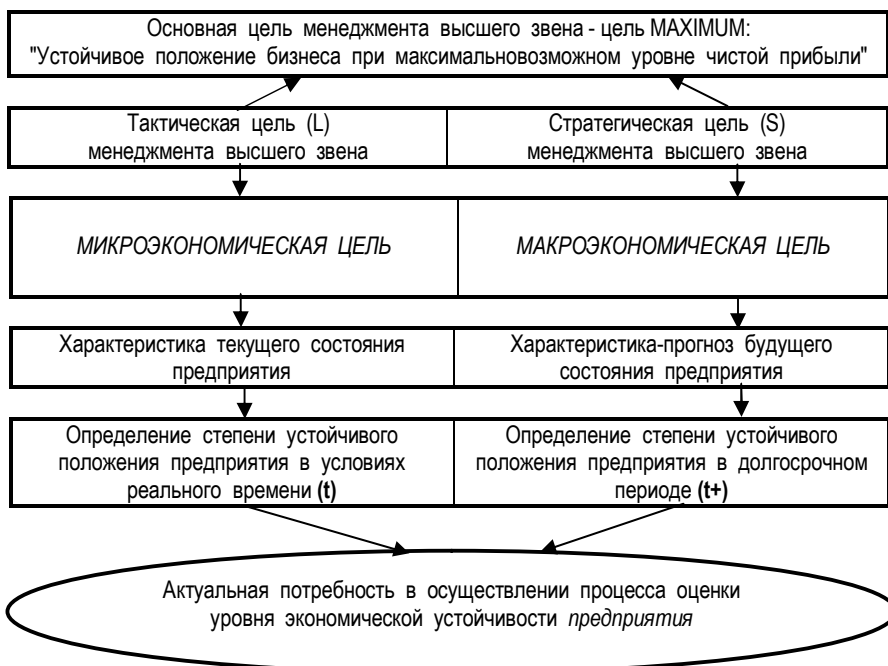 Основная цель менеджмента высшего звена - цель MAXIMUM:
"Устойчивое положение бизнеса при максимальновозможном уровне чистой прибыли"
Тактическая цель (L)
менеджмента высшего звена
Стратегическая цель (S)
менеджмента высшего звена
МИКРОЭКОНОМИЧЕСКАЯ ЦЕЛЬ
МАКРОЭКОНОМИЧЕСКАЯ ЦЕЛЬ
Характеристика текущего состояния
предприятия
Характеристика-прогноз будущего
состояния предприятия
Определение степени устойчивого
положения предприятия в условиях
реального времени (t)
Определение степени устойчивого
положения предприятия в долгосрочном
периоде (t+)
Актуальная потребность в осуществлении процесса оценки
уровня экономической устойчивости предприятия